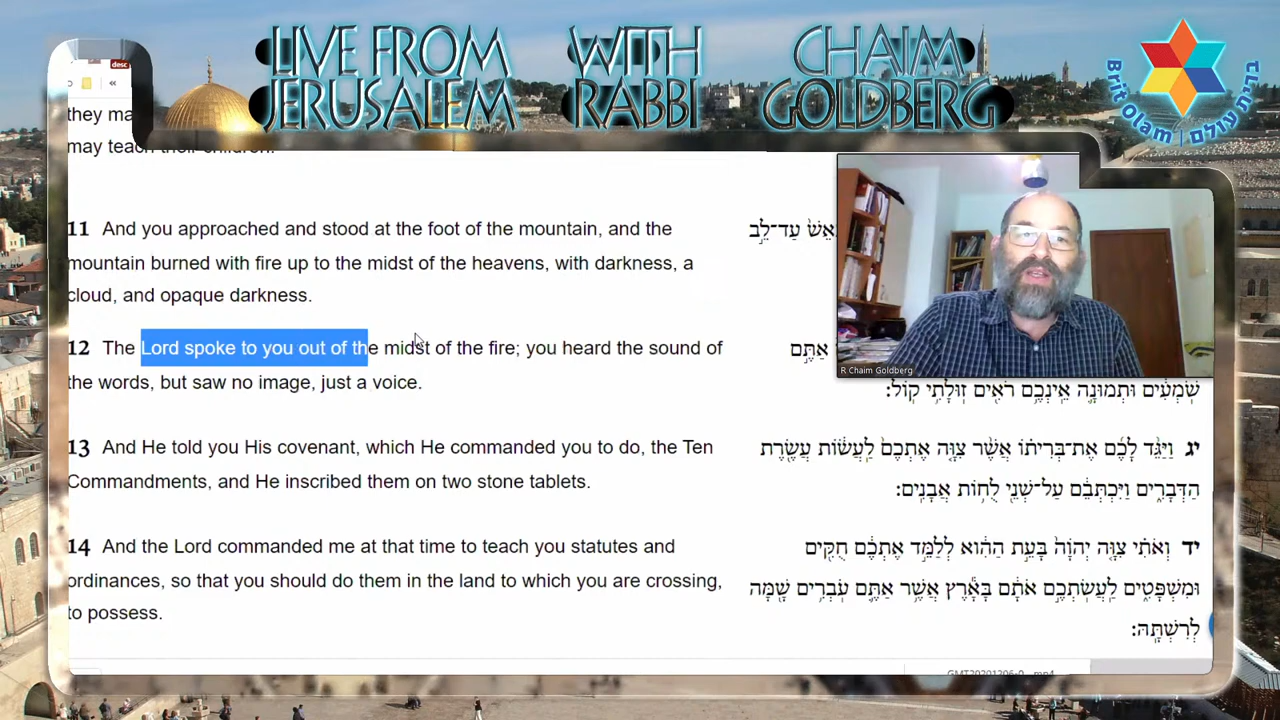 LIVE FROM JERUSALEM
WITH RABBI
CHAIM GOLDBERG
Brit Olam | ברית עולם
desc
they ma
may teach their children.
11 And you approached and stood at the foot of the mountain, and the
mountain burned with fire up to the midst of the heavens, with darkness, a
cloud, and opaque darkness.
12 The Lord spoke to you out of the midst of the fire; you heard the sound of
the words, but saw no image, just a voice.
13 And He told you His covenant, which He commanded you to do, the Ten
Commandments, and He inscribed them on two stone tablets.
14 And the Lord commanded me at that time to teach you statutes and
ordinances, so that you should do them in the land to which you are crossing,
to possess.
עַד־לֵ֣ב
אַתֶּ֣ם
שֹֽׁמְעִ֔ים וּתְמוּנָ֛ה אֵֽינְכֶ֥ם רֹאִ֖ים זֽוּלָתִ֥י קֽוֹל:
יג וַיַּגֵּ֨ד לָכֶ֜ם אֶת־בְּרִית֗וֹ אֲשֶׁ֨ר צִוָּ֤ה אֶתְכֶם֙ לַֽעֲשׂ֔וֹת עֲשֶׂ֖רֶת
הַדְּבָרִ֑ים וַיִּ֨כְתְּבֵ֔ם עַל־שְׁנֵ֖י לֻח֥וֹת אֲבָנִֽים:
יד וְאֹתִ֞י צִוָּ֤ה יְהֹוָה֙ בָּעֵ֣ת הַהִ֔וא לְלַמֵּ֣ד אֶתְכֶ֔ם חֻקִּ֖ים
וּמִשְׁפָּטִ֑ים לַֽעֲשֹֽׂתְכֶ֣ם אֹתָ֔ם בָּאָ֕רֶץ אֲשֶׁ֥ר אַתֶּ֛ם עֹֽבְרִ֥ים שָׁ֖מָּה
לְרִשְׁתָּֽהּ:
R Chaim Goldberg